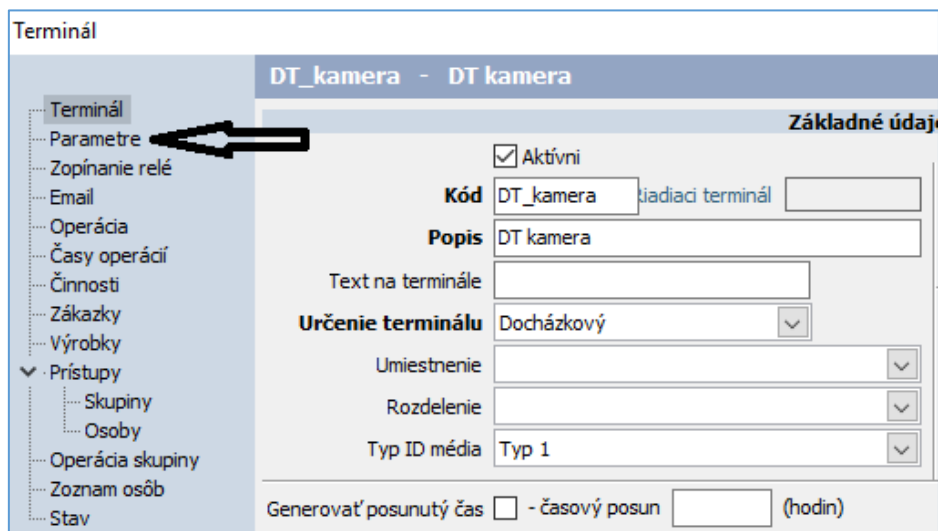 Terminál
DT_kamera - DT kamera
Terminál
Parametre
Zopínanie relé
Email
Operácia
Časy operácií
Činnosti
Zákazky
Výrobky
Prístupy
Skupiny
Osoby
Operácia skupiny
Zoznam osôb
Stav
Základné údaje
Aktívni
Kód DT_kamera Riadiaci terminál
Popis DT kamera
Text na terminále
Určenie terminálu Docházkový
Umiestnenie
Rozdelenie
Typ ID média Typ 1
Generovať posunutý čas - časový posun (hodin)